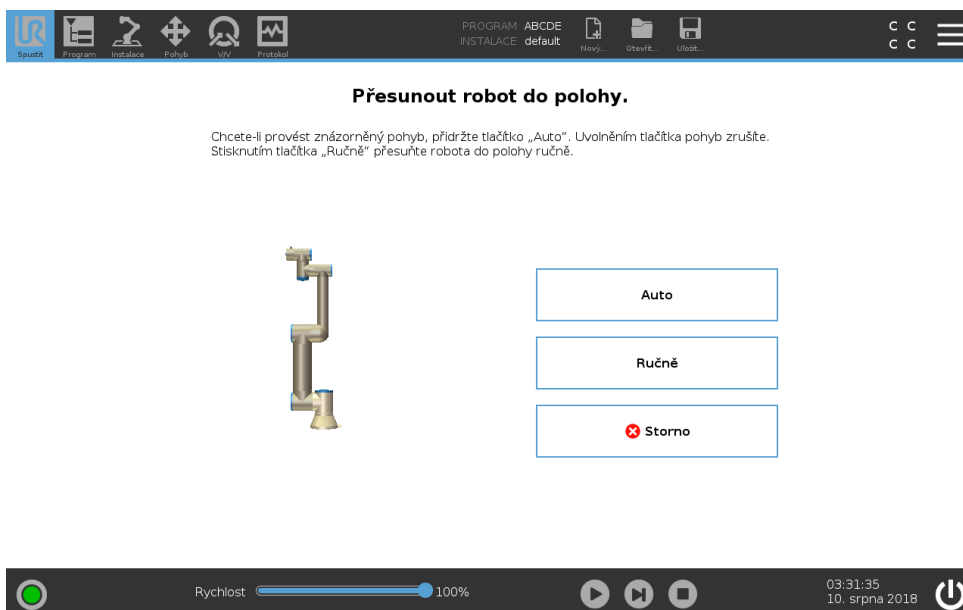 UR
Spustit
Program
Instalace
Pohyb
V/V
Protokol
PROGRAM ABCDE
INSTALACE default
Nový...
Otevřít...
Uložit...
C C
C C
Přesunout robot do polohy.
Chcete-li provést znázorněný pohyb, přidržte tlačítko „Auto“. Uvolněním tlačítka pohyb zrušíte.
Stisknutím tlačítka „Ručně“ přesuňte robota do polohy ručně.
Auto
Ručně
Storno
Rychlost 100%
03:31:35
10. srpna 2018